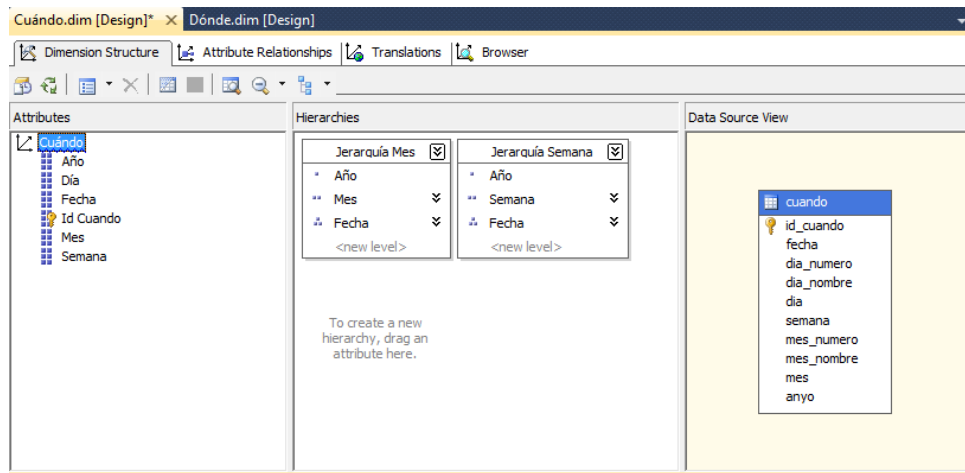 Cuándo.dim [Design]* Dónde.dim [Design]
Dimension Structure Attribute Relationships Translations Browser
Attributes
Cuándo
Año
Día
Fecha
Id Cuando
Mes
Semana
Hierarchies
Jerarquía Mes
Año
Mes
Fecha
<new level>
Jerarquía Semana
Año
Semana
Fecha
<new level>
To create a new
hierarchy, drag an
attribute here.
Data Source View
cuando
id_cuando
fecha
dia_numero
dia_nombre
dia
semana
mes_numero
mes_nombre
mes
anyo